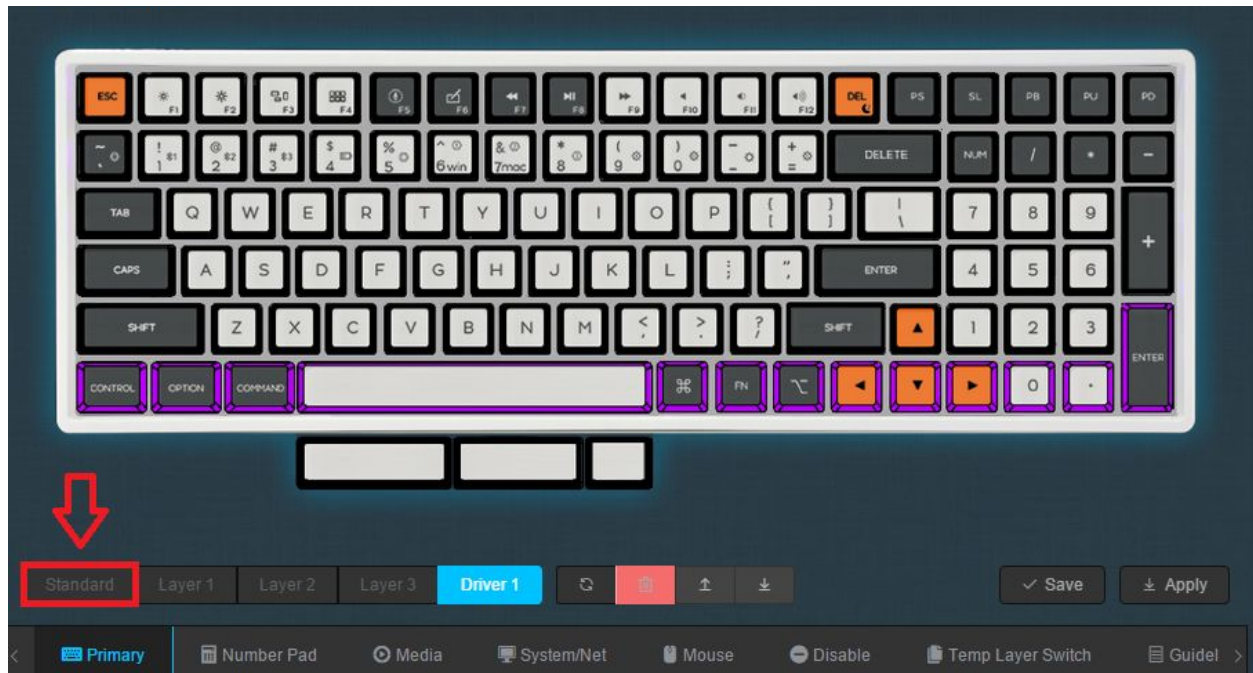 ESC F1 F2 F3 F4 F5 F6 F7 F8 F9 F10 F11 F12 DEL PS SL PB PU PD
~ ` ! 1 @ 2 # 3 $ 4 % 5 ^ 6win & 7mac * 8 ( 9 ) 0 - _ + = DELETE NUM / * -
TAB Q W E R T Y U I O P { [ } ] | \ 7 8 9 +
CAPS A S D F G H J K L : ; " , ENTER 4 5 6
SHIFT Z X C V B N M < , > . ? / SHIFT 1 2 3 ENTER
CONTROL OPTION COMMAND ⌘ FN ⌥ 0 .
Standard Layer 1 Layer 2 Layer 3 Driver 1 Save Apply
Primary Number Pad Media System/Net Mouse Disable Temp Layer Switch Guidel